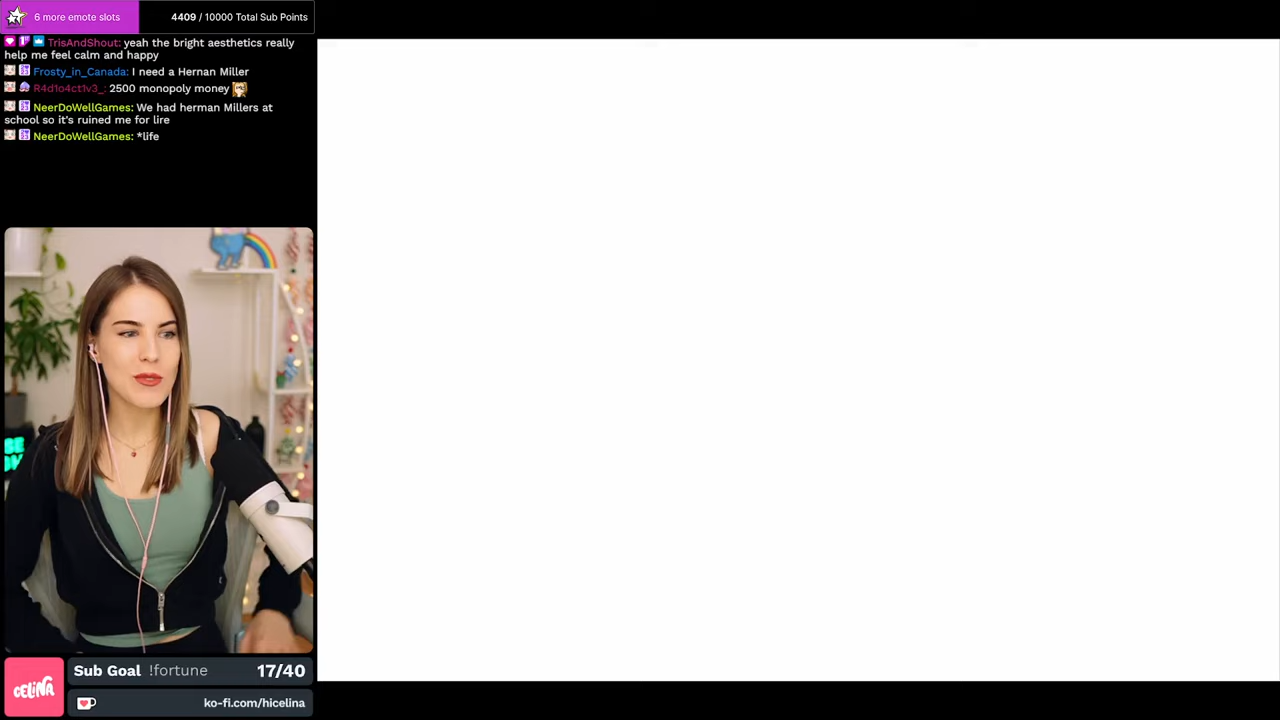 6 more emote slots
4409 / 10000 Total Sub Points
TrisAndShout: yeah the bright aesthetics really
help me feel calm and happy
Frosty_in_Canada: I need a Hernan Miller
R4d1o4ct1v3_: 2500 monopoly money
NeerDoWellGames: We had herman Millers at
school so it's ruined me for lire
NeerDoWellGames: *life
CELINA
Sub Goal !fortune 17/40
ko-fi.com/hicelina